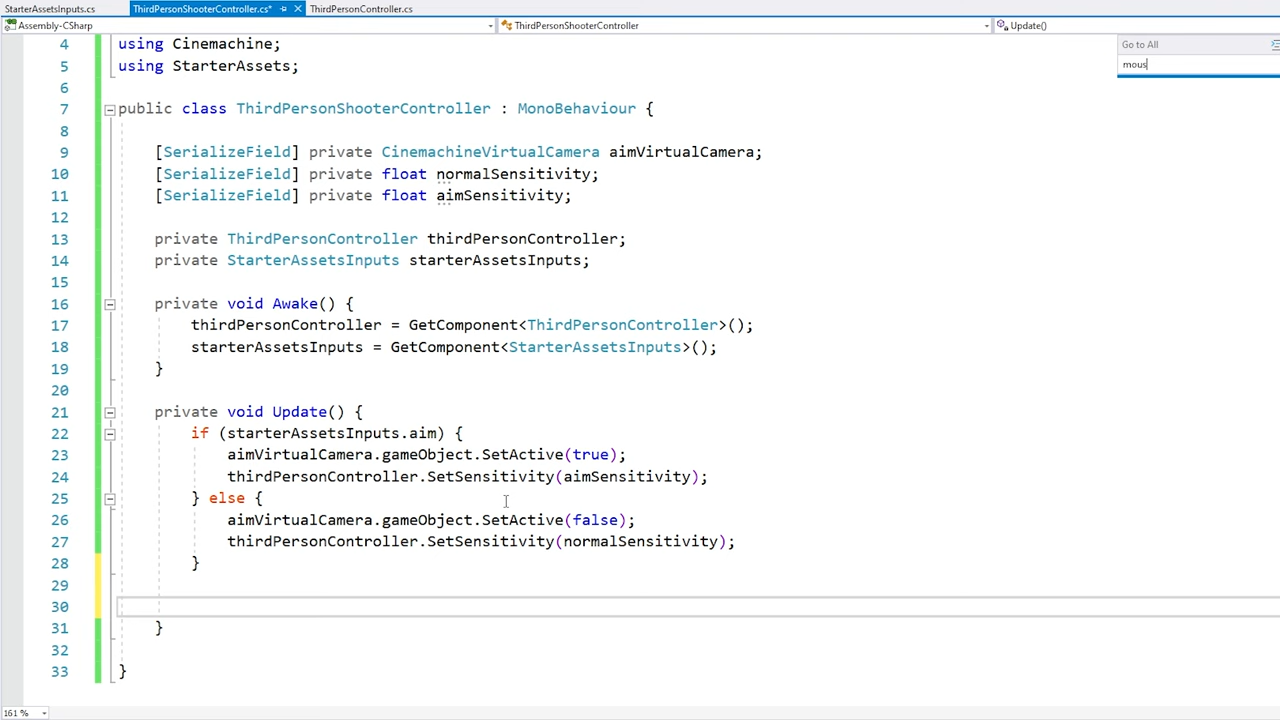 StarterAssetsInputs.cs ThirdPersonShooterController.cs* ThirdPersonController.cs
Assembly-CSharp ThirdPersonShooterController Update()
Go to All
mous
4 using Cinemachine;
5 using StarterAssets;
6
7 public class ThirdPersonShooterController : MonoBehaviour {
8
9 [SerializeField] private CinemachineVirtualCamera aimVirtualCamera;
10 [SerializeField] private float normalSensitivity;
11 [SerializeField] private float aimSensitivity;
12
13 private ThirdPersonController thirdPersonController;
14 private StarterAssetsInputs starterAssetsInputs;
15
16 private void Awake() {
17 thirdPersonController = GetComponent<ThirdPersonController>();
18 starterAssetsInputs = GetComponent<StarterAssetsInputs>();
19 }
20
21 private void Update() {
22 if (starterAssetsInputs.aim) {
23 aimVirtualCamera.gameObject.SetActive(true);
24 thirdPersonController.SetSensitivity(aimSensitivity);
25 } else {
26 aimVirtualCamera.gameObject.SetActive(false);
27 thirdPersonController.SetSensitivity(normalSensitivity);
28 }
29
30
31 }
32
33 }
161 %